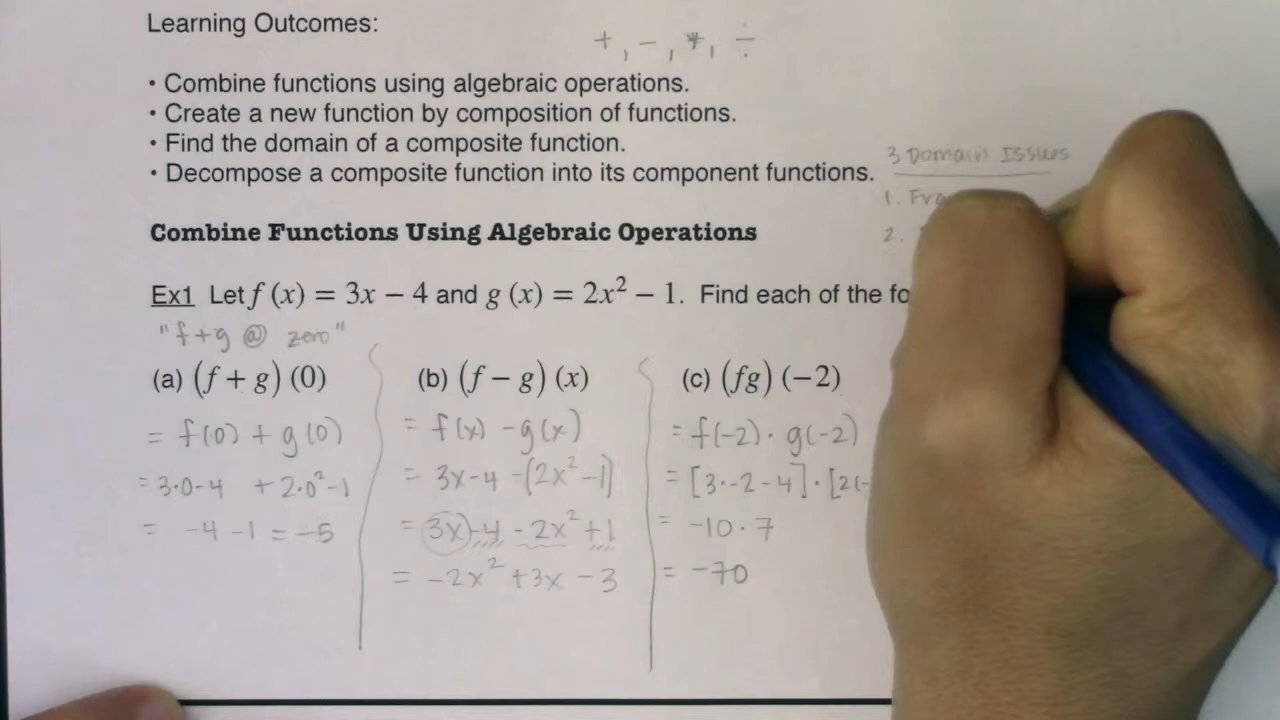 Learning Outcomes:
+, -, *, ÷
• Combine functions using algebraic operations.
• Create a new function by composition of functions.
• Find the domain of a composite function.
• Decompose a composite function into its component functions.
3 Domain Issues
1. Fra
2.
Combine Functions Using Algebraic Operations
Ex1 Let f (x) = 3x − 4 and g (x) = 2x² − 1. Find each of the fo
"f+g @ zero"
(a) (f + g) (0)
= f(0) + g(0)
= 3·0-4 + 2·0²-1
= -4 -1 = -5
(b) (f − g) (x)
= f(x) - g(x)
= 3x-4 -(2x²-1)
= 3x-4 -2x² +1
= -2x² +3x -3
(c) (fg) (−2)
= f(-2) · g(-2)
= [3·-2-4]·[2(-
= -10·7
= -70